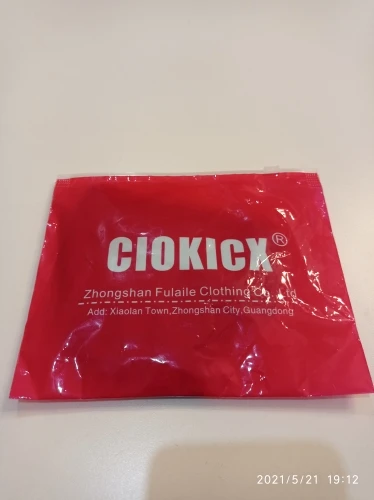 CIOKICX®
Zhongshan Fulaile Clothing Co., Ltd
Add: Xiaolan Town,Zhongshan City,Guangdong
2021/5/21 19:12